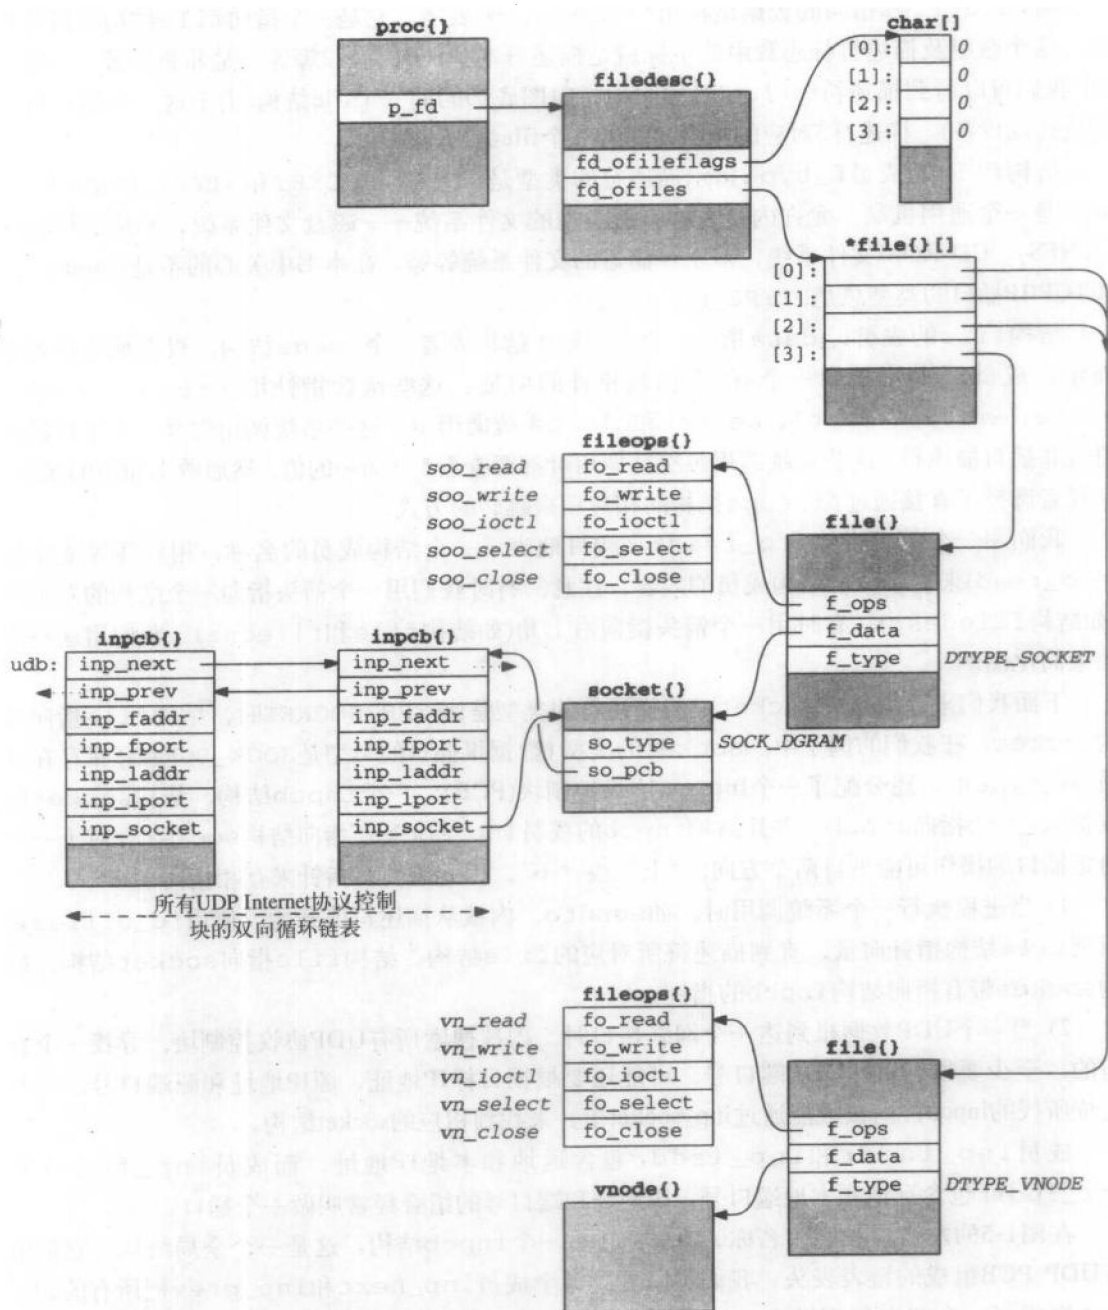 proc{}
p_fd
filedesc{}
fd_ofileflags
fd_ofiles
char[]
[0]: 0
[1]: 0
[2]: 0
[3]: 0
*file{}[]
[0]:
[1]:
[2]:
[3]:
fileops{}
soo_read fo_read
soo_write fo_write
soo_ioctl fo_ioctl
soo_select fo_select
soo_close fo_close
file{}
f_ops
f_data
f_type DTYPE_SOCKET
inpcb{}
udb: inp_next
inp_prev
inp_faddr
inp_fport
inp_laddr
inp_lport
inp_socket
inpcb{}
inp_next
inp_prev
inp_faddr
inp_fport
inp_laddr
inp_lport
inp_socket
socket{}
so_type SOCK_DGRAM
so_pcb
所有UDP Internet协议控制
块的双向循环链表
fileops{}
vn_read fo_read
vn_write fo_write
vn_ioctl fo_ioctl
vn_select fo_select
vn_close fo_close
file{}
f_ops
f_data
f_type DTYPE_VNODE
vnode{}